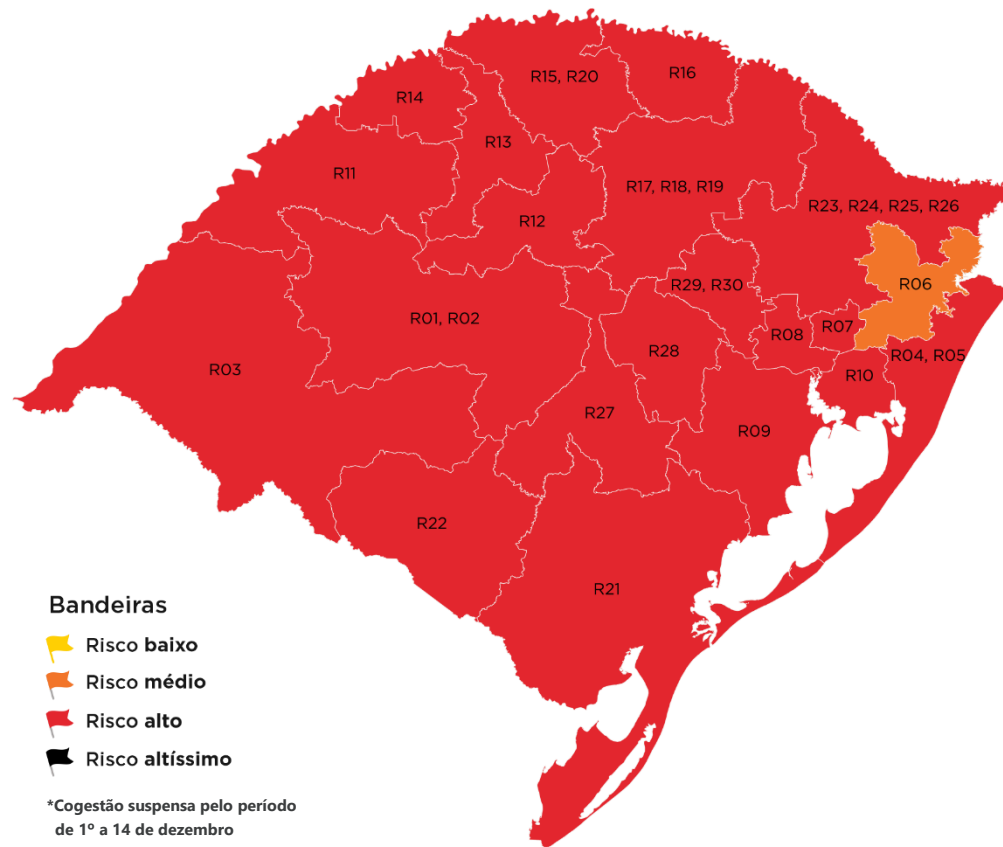 R15, R20
R16
R14
R13
R11
R17, R18, R19
R23, R24, R25, R26
R12
R29, R30
R06
R01, R02
R07
R08
R28
R04, R05
R03
R10
R27
R09
R22
R21
Bandeiras
Risco baixo
Risco médio
Risco alto
Risco altíssimo
*Cogestão suspensa pelo período
de 1º a 14 de dezembro